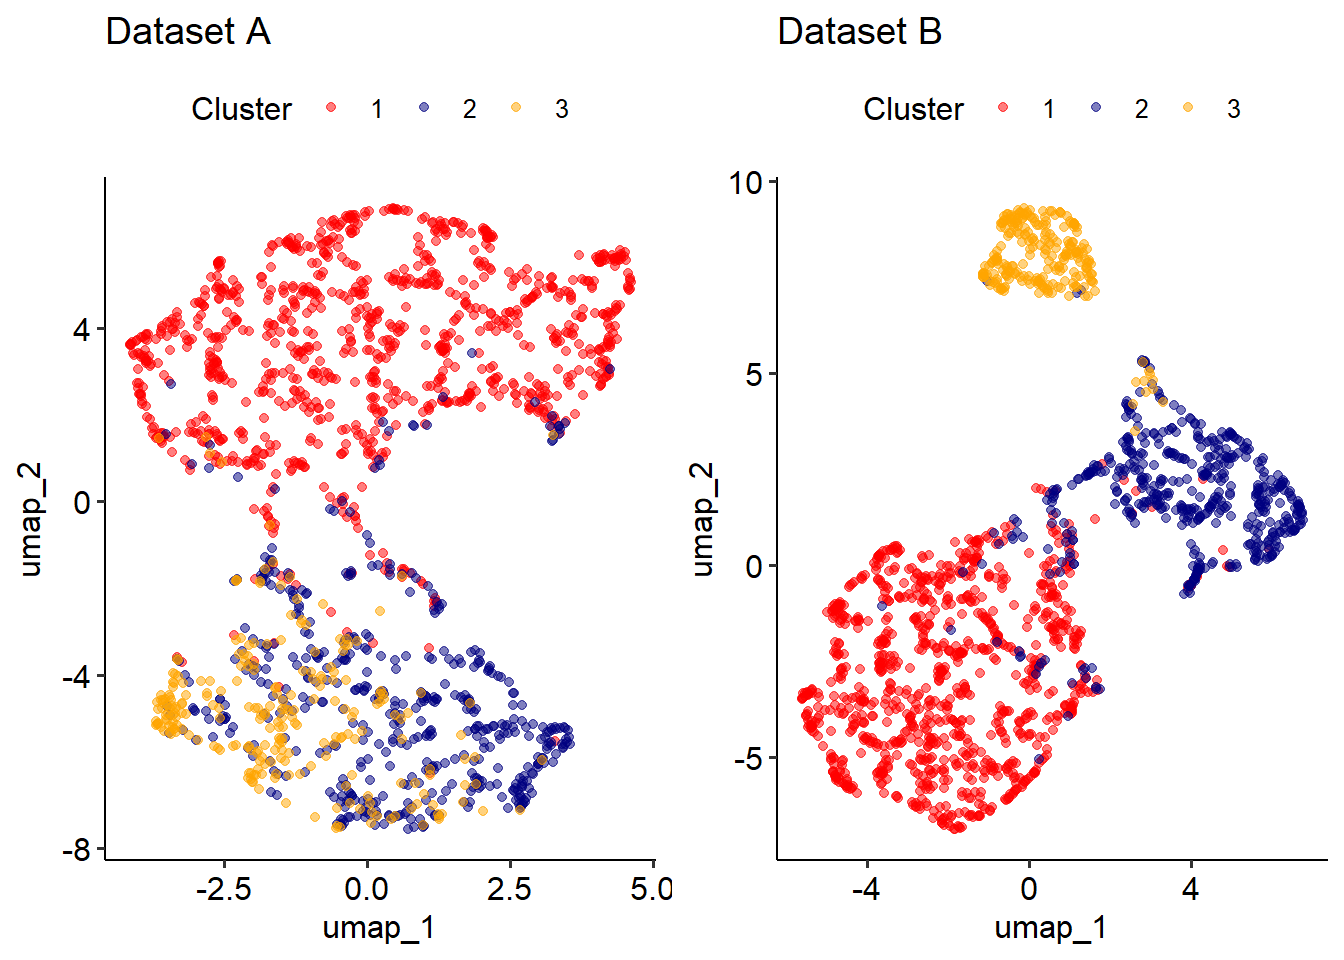 Dataset A
Cluster 1 2 3
4
0
-4
-8
umap_2
-2.5 0.0 2.5 5.0
umap_1
Dataset B
Cluster 1 2 3
10
5
0
-5
umap_2
-4 0 4
umap_1